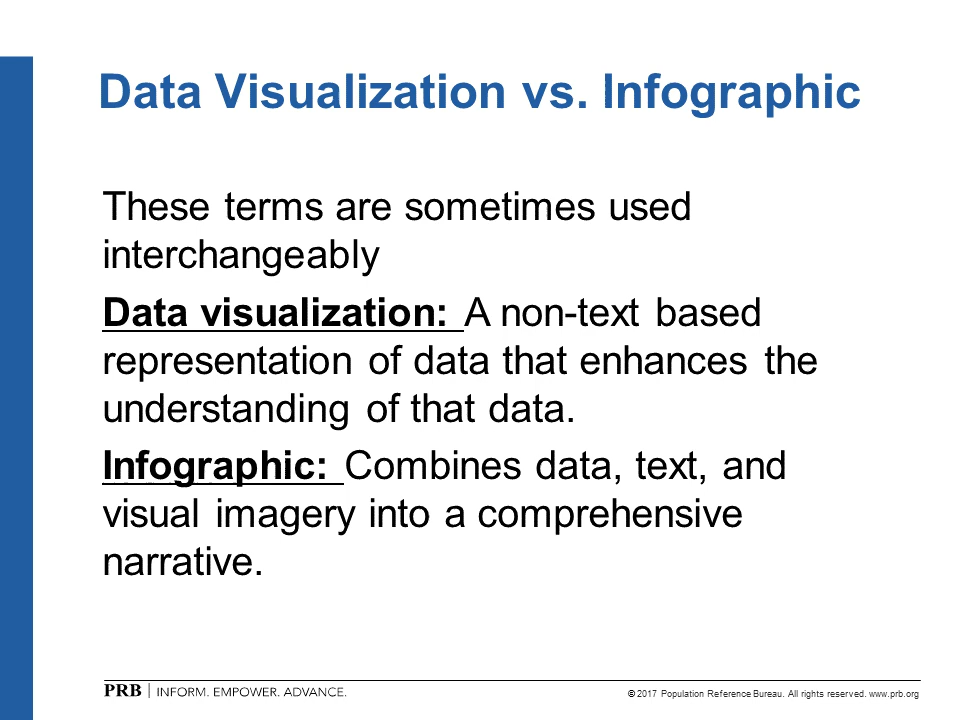 Data Visualization vs. Infographic
These terms are sometimes used
interchangeably
Data visualization: A non-text based
representation of data that enhances the
understanding of that data.
Infographic: Combines data, text, and
visual imagery into a comprehensive
narrative.
PRB | INFORM. EMPOWER. ADVANCE.
© 2017 Population Reference Bureau. All rights reserved. www.prb.org